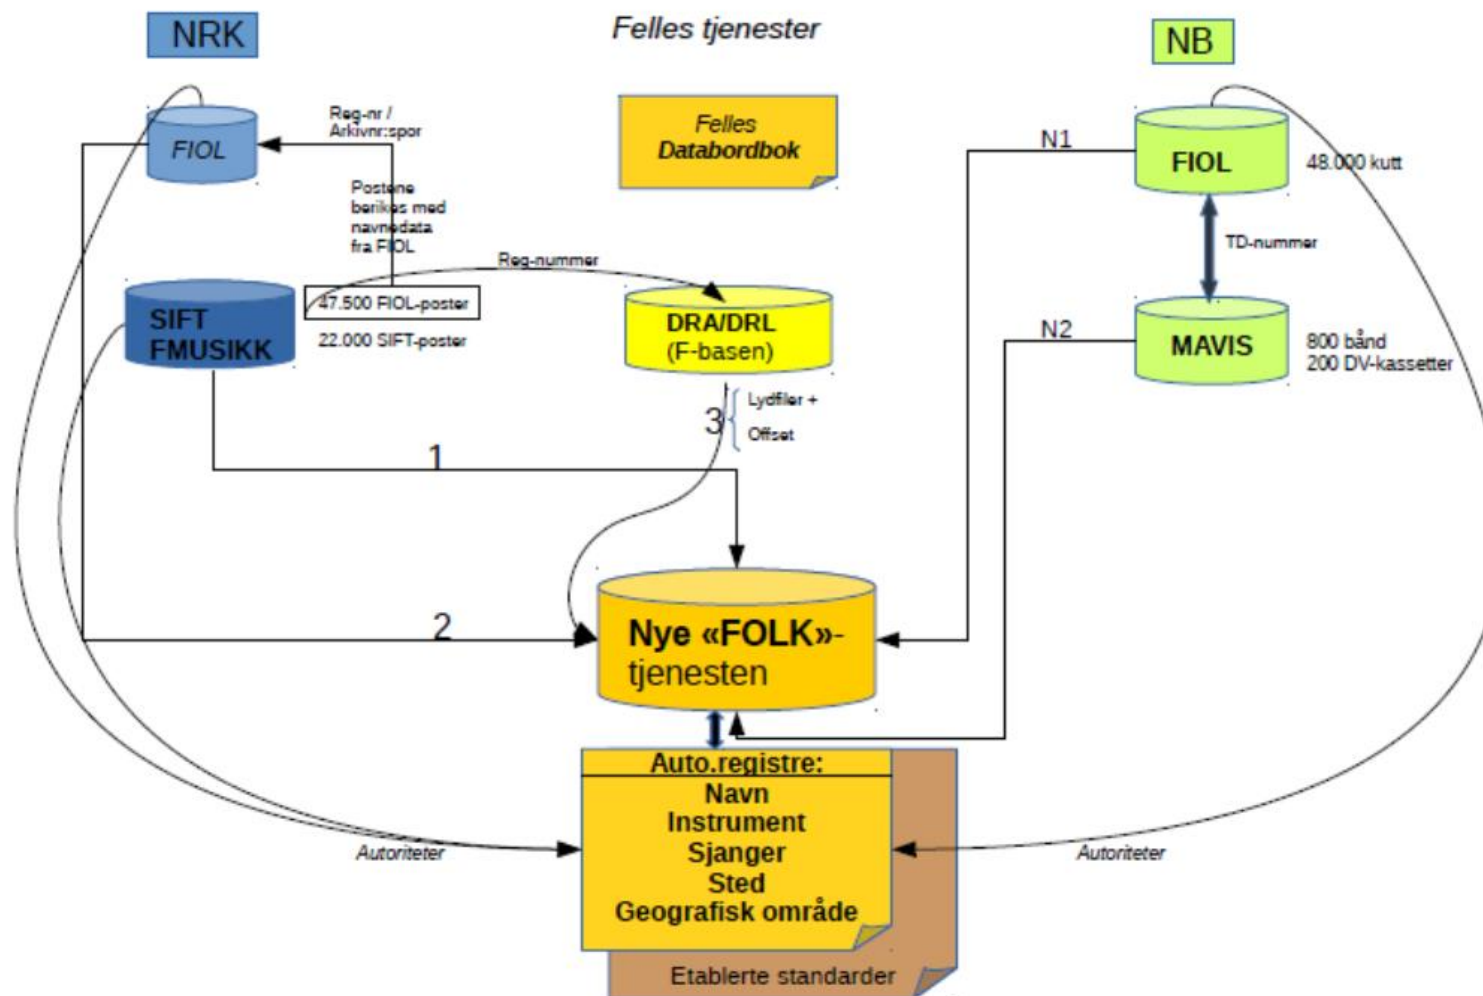 NRK
Felles tjenester
NB
FIOL
Reg-nr /
Arkivnr:spor
Felles
Databordbok
N1
FIOL
48.000 kutt
Postene
berikes med
navnedata
fra FIOL
TD-nummer
Reg-nummer
SIFT
FMUSIKK
47.500 FIOL-poster
22.000 SIFT-poster
DRA/DRL
(F-basen)
N2
MAVIS
800 bånd
200 DV-kassetter
3
Lydfiler +
Offset
1
2
Nye «FOLK»-
tjenesten
Auto.registre:
Navn
Instrument
Sjanger
Sted
Geografisk område
Autoriteter
Autoriteter
Etablerte standarder